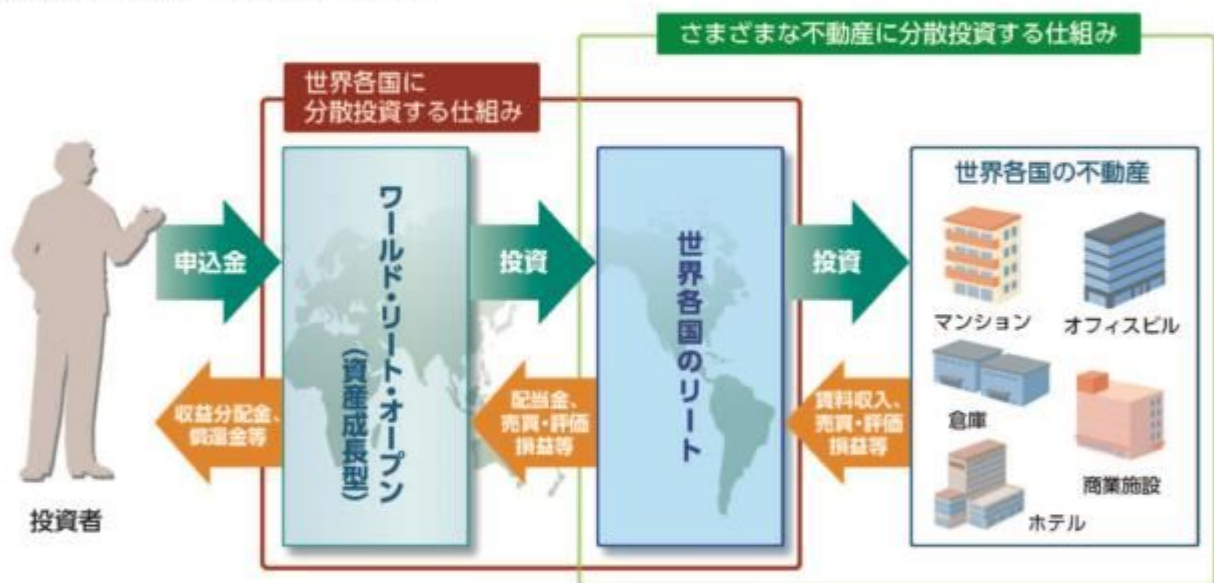 さまざまな不動産に分散投資する仕組み
世界各国に
分散投資する仕組み
投資者
申込金
収益分配金、
償還金等
ワールド・リート・オープン
（資産成長型）
投資
配当金、
売買・評価
損益等
世界各国のリート
投資
賃料収入、
売買・評価
損益等
世界各国の不動産
マンション
オフィスビル
倉庫
商業施設
ホテル